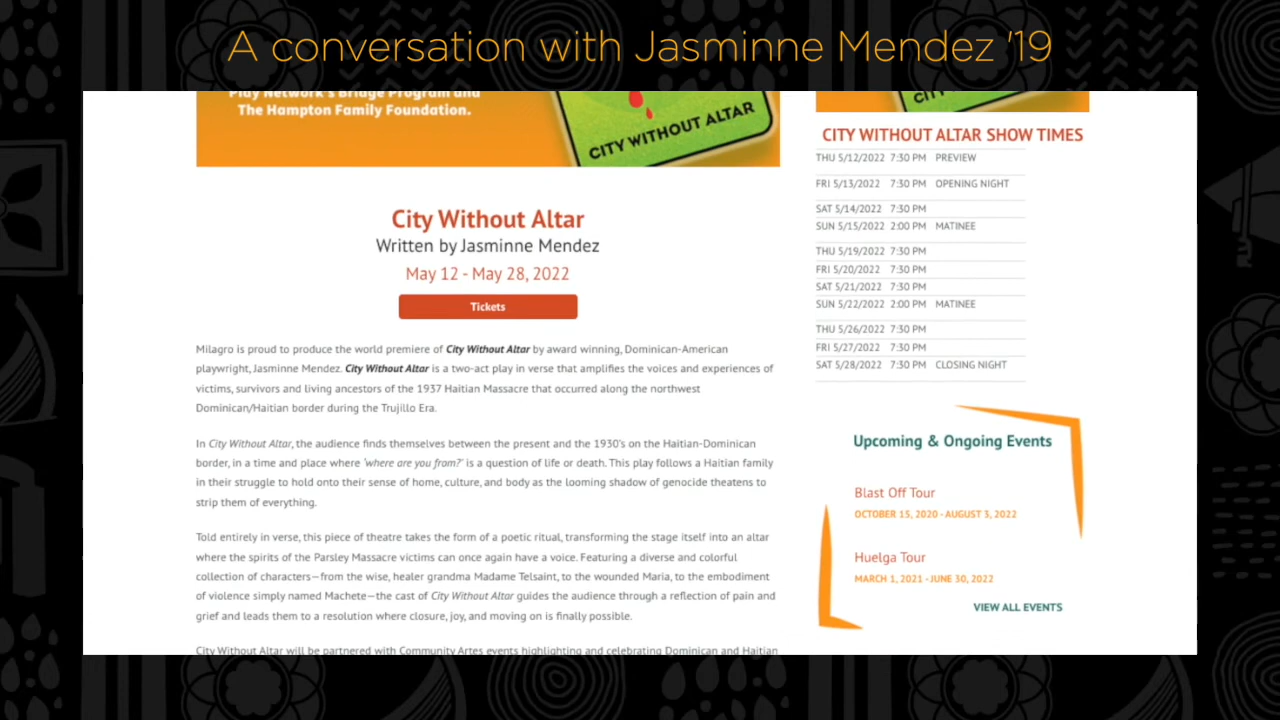 A conversation with Jasminne Mendez '19
Play Network's Bridge Program and
The Hampton Family Foundation.
CITY WITHOUT ALTAR
City Without Altar
Written by Jasminne Mendez
May 12 - May 28, 2022
Tickets
Milagro is proud to produce the world premiere of City Without Altar by award winning, Dominican-American
playwright, Jasminne Mendez. City Without Altar is a two-act play in verse that amplifies the voices and experiences of
victims, survivors and living ancestors of the 1937 Haitian Massacre that occurred along the northwest
Dominican/Haitian border during the Trujillo Era.
In City Without Altar, the audience finds themselves between the present and the 1930's on the Haitian-Dominican
border, in a time and place where 'where are you from?' is a question of life or death. This play follows a Haitian family
in their struggle to hold onto their sense of home, culture, and body as the looming shadow of genocide theatens to
strip them of everything.
Told entirely in verse, this piece of theatre takes the form of a poetic ritual, transforming the stage itself into an altar
where the spirits of the Parsley Massacre victims can once again have a voice. Featuring a diverse and colorful
collection of characters—from the wise, healer grandma Madame Telsaint, to the wounded Maria, to the embodiment
of violence simply named Machete—the cast of City Without Altar guides the audience through a reflection of pain and
grief and leads them to a resolution where closure, joy, and moving on is finally possible.
City Without Altar will be partnered with Community Artes events highlighting and celebrating Dominican and Haitian
CITY
CITY WITHOUT ALTAR SHOW TIMES
THU 5/12/2022 7:30 PM PREVIEW
FRI 5/13/2022 7:30 PM OPENING NIGHT
SAT 5/14/2022 7:30 PM
SUN 5/15/2022 2:00 PM MATINEE
THU 5/19/2022 7:30 PM
FRI 5/20/2022 7:30 PM
SAT 5/21/2022 7:30 PM
SUN 5/22/2022 2:00 PM MATINEE
THU 5/26/2022 7:30 PM
FRI 5/27/2022 7:30 PM
SAT 5/28/2022 7:30 PM CLOSING NIGHT
Upcoming & Ongoing Events
Blast Off Tour
OCTOBER 15, 2020 - AUGUST 3, 2022
Huelga Tour
MARCH 1, 2021 - JUNE 30, 2022
VIEW ALL EVENTS